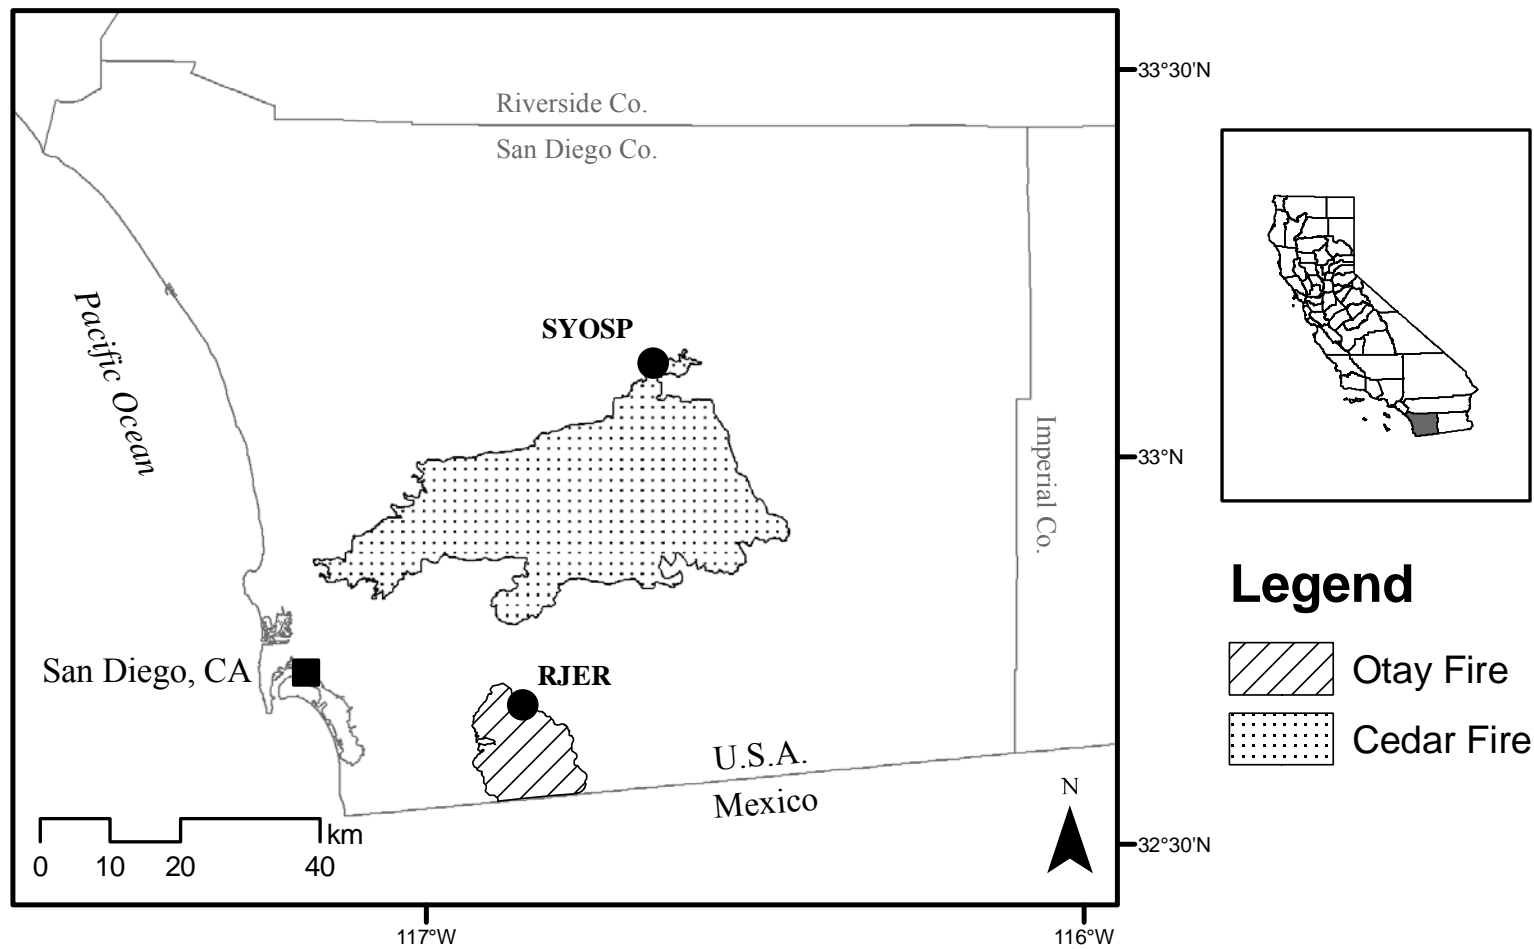 33°30'N
Riverside Co.
San Diego Co.
SYOSP
Pacific Ocean
Imperial Co.
33°N
Legend
Otay Fire
Cedar Fire
San Diego, CA
RJER
U.S.A.
Mexico
N
km
0 10 20 40
32°30'N
117°W
116°W